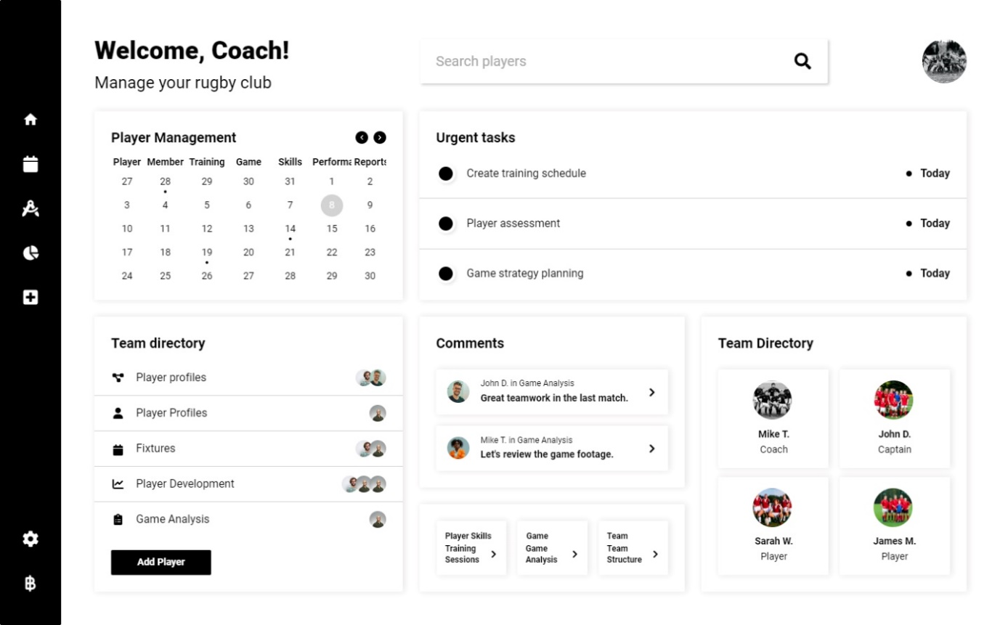 Welcome, Coach!
Manage your rugby club
Search players
Player Management
Player Member Training Game Skills Performa Reports
27 28 29 30 31 1 2
3 4 5 6 7 8 9
10 11 12 13 14 15 16
17 18 19 20 21 22 23
24 25 26 27 28 29 30
Urgent tasks
Create training schedule Today
Player assessment Today
Game strategy planning Today
Team directory
Player profiles
Player Profiles
Fixtures
Player Development
Game Analysis
Add Player
Comments
John D. in Game Analysis
Great teamwork in the last match.
Mike T. in Game Analysis
Let's review the game footage.
Player Skills
Training
Sessions
Game
Game
Analysis
Team
Team
Structure
Team Directory
Mike T.
Coach
John D.
Captain
Sarah W.
Player
James M.
Player